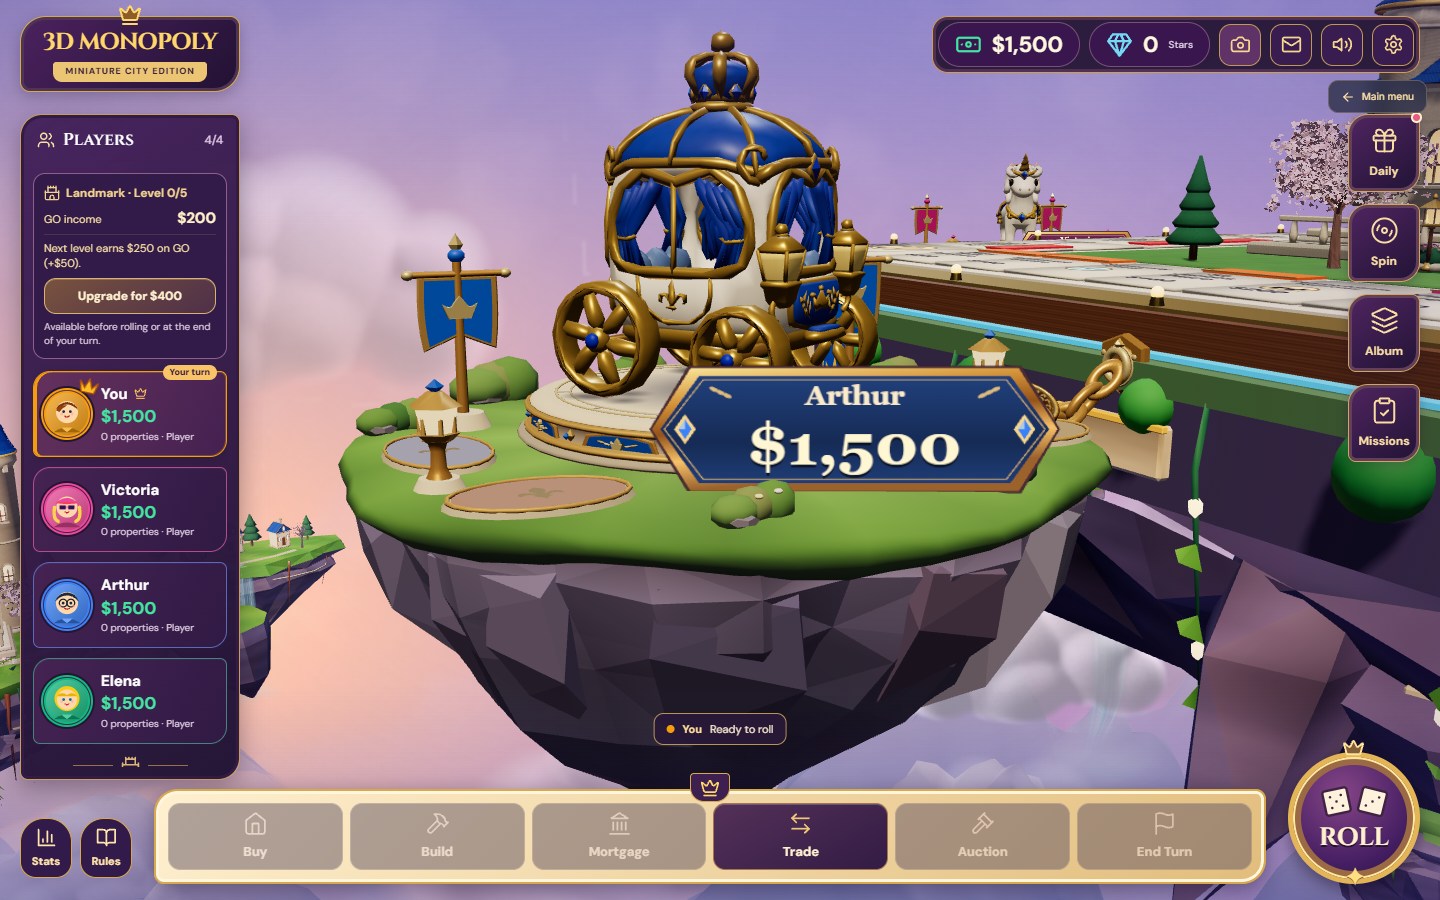 3D MONOPOLY
MINIATURE CITY EDITION
$1,500
0 Stars
Main menu
PLAYERS
4/4
Landmark · Level 0/5
GO income $200
Next level earns $250 on GO
(+$50).
Upgrade for $400
Available before rolling or at the end
of your turn.
Your turn
You
$1,500
0 properties · Player
Victoria
$1,500
0 properties · Player
Arthur
$1,500
0 properties · Player
Elena
$1,500
0 properties · Player
Arthur
$1,500
Daily
Spin
Album
Missions
You Ready to roll
Stats
Rules
Buy
Build
Mortgage
Trade
Auction
End Turn
ROLL